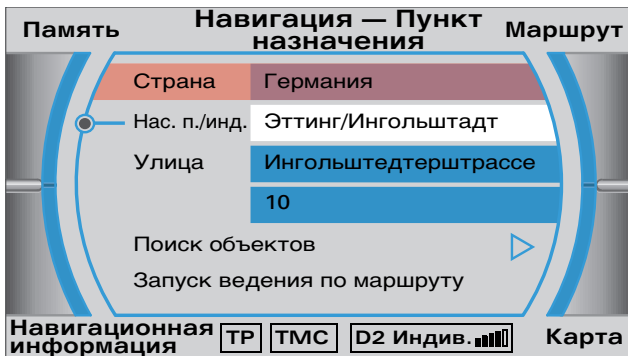 Память
Навигация — Пункт
назначения
Маршрут
Страна Германия
Нас. п./инд. Эттинг/Ингольштадт
Улица Ингольштедтерштрассе
10
Поиск объектов
Запуск ведения по маршруту
Навигационная
информация
TP TMC D2 Индив.
Карта